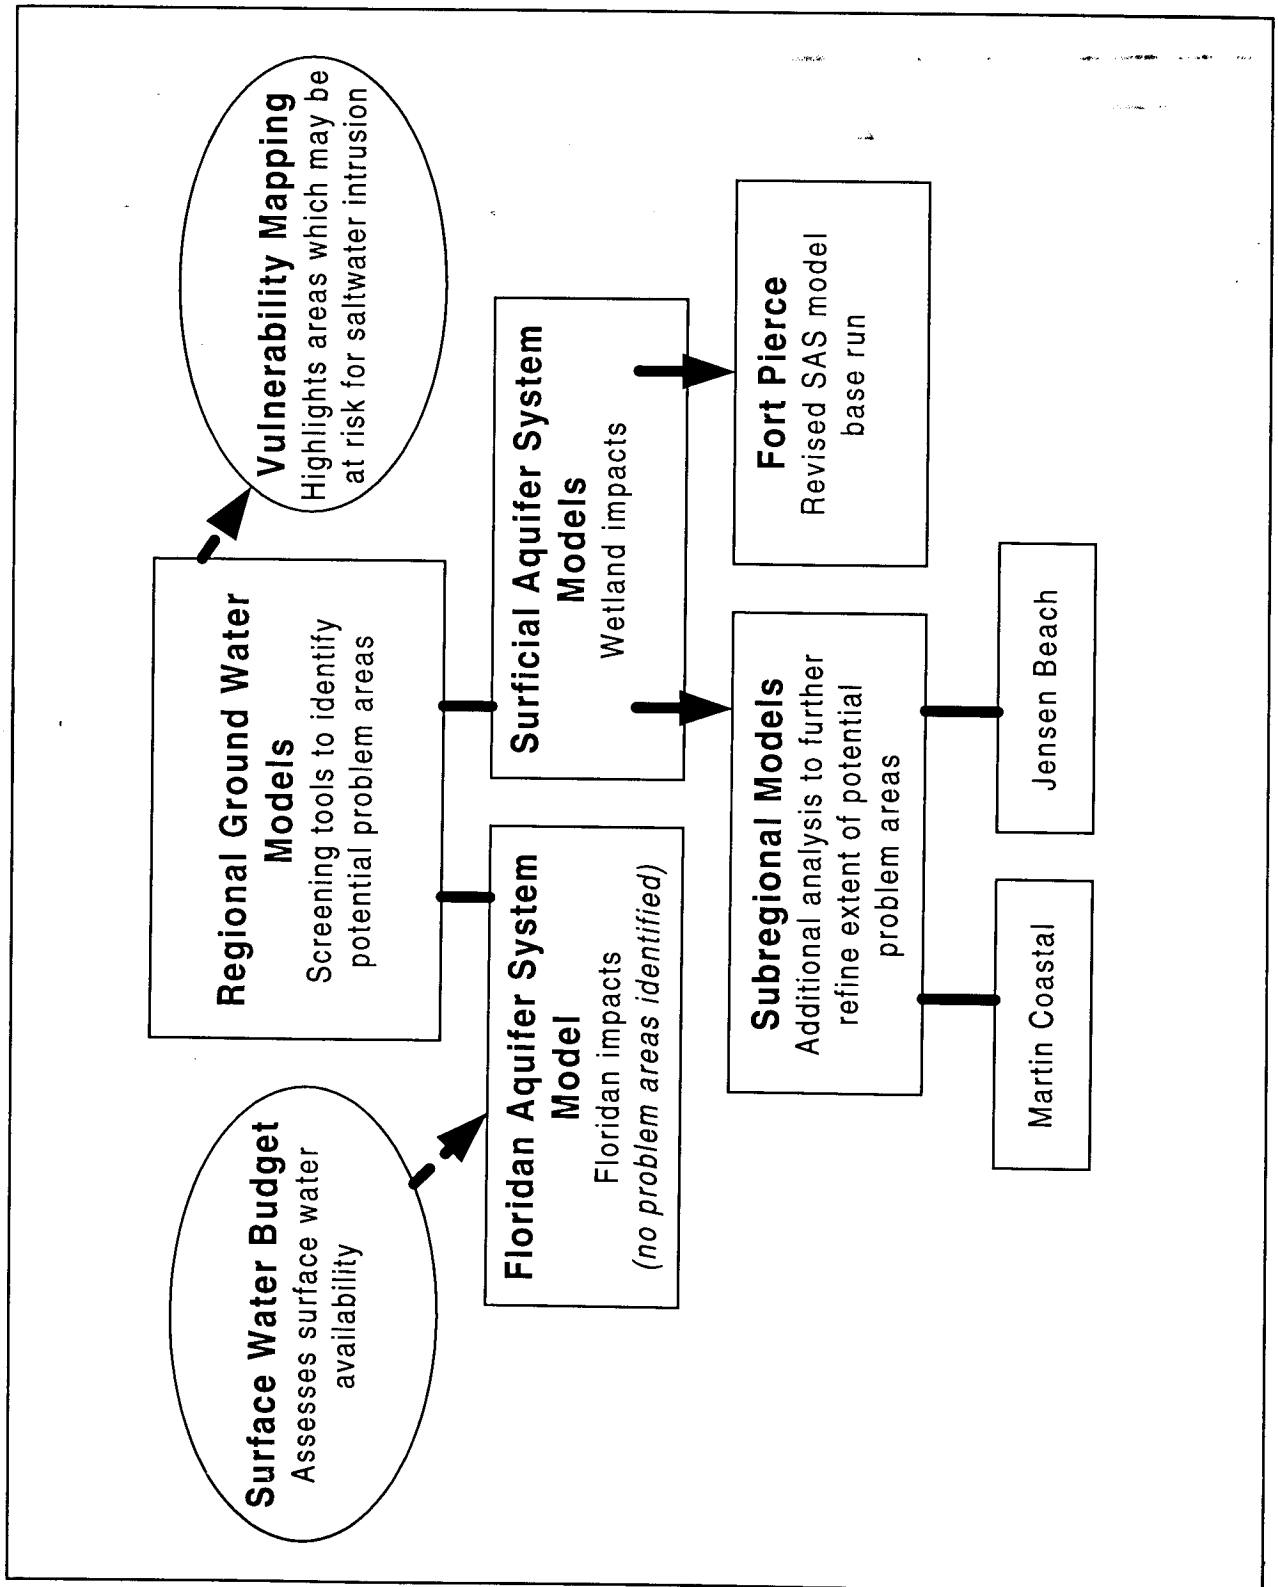 Surface Water Budget
Assesses surface water
availability
Regional Ground Water
Models
Screening tools to identify
potential problem areas
Vulnerability Mapping
Highlights areas which may be
at risk for saltwater intrusion
Floridan Aquifer System
Model
Floridan impacts
(no problem areas identified)
Surficial Aquifer System
Models
Wetland impacts
Subregional Models
Additional analysis to further
refine extent of potential
problem areas
Fort Pierce
Revised SAS model
base run
Martin Coastal
Jensen Beach